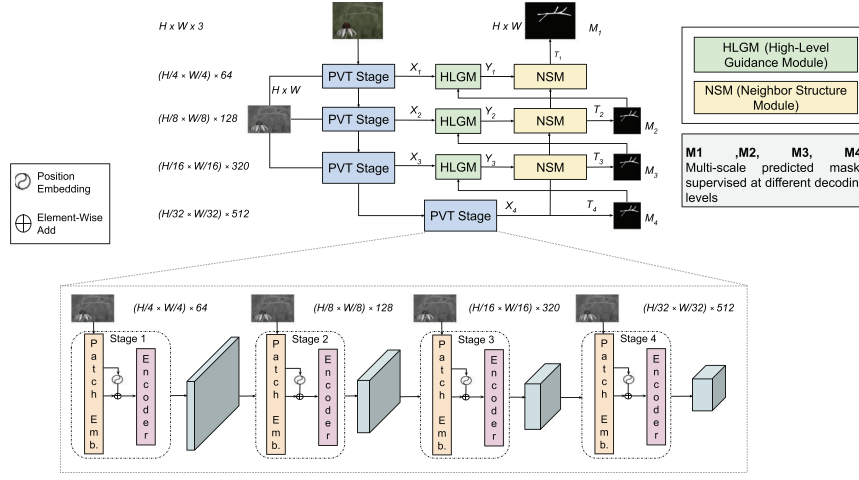 H x W x 3
H x W
M1
T1
(H/4 × W/4) × 64
PVT Stage
X1
HLGM
Y1
NSM
HLGM (High-Level
Guidance Module)
H x W
NSM (Neighbor Structure
Module)
(H/8 × W/8) × 128
PVT Stage
X2
HLGM
Y2
NSM
T2
M2
M1 ,M2, M3, M4
Multi-scale predicted mask
supervised at different decodin
levels
(H/16 × W/16) × 320
PVT Stage
X3
HLGM
Y3
NSM
T3
M3
Position
Embedding
Element-Wise
Add
(H/32 × W/32) × 512
PVT Stage
X4
T4
M4
(H/4 × W/4) × 64
(H/8 × W/8) × 128
(H/16 × W/16) × 320
(H/32 × W/32) × 512
Stage 1
Patch Emb.
Encoder
Stage 2
Patch Emb.
Encoder
Stage 3
Patch Emb.
Encoder
Stage 4
Patch Emb.
Encoder